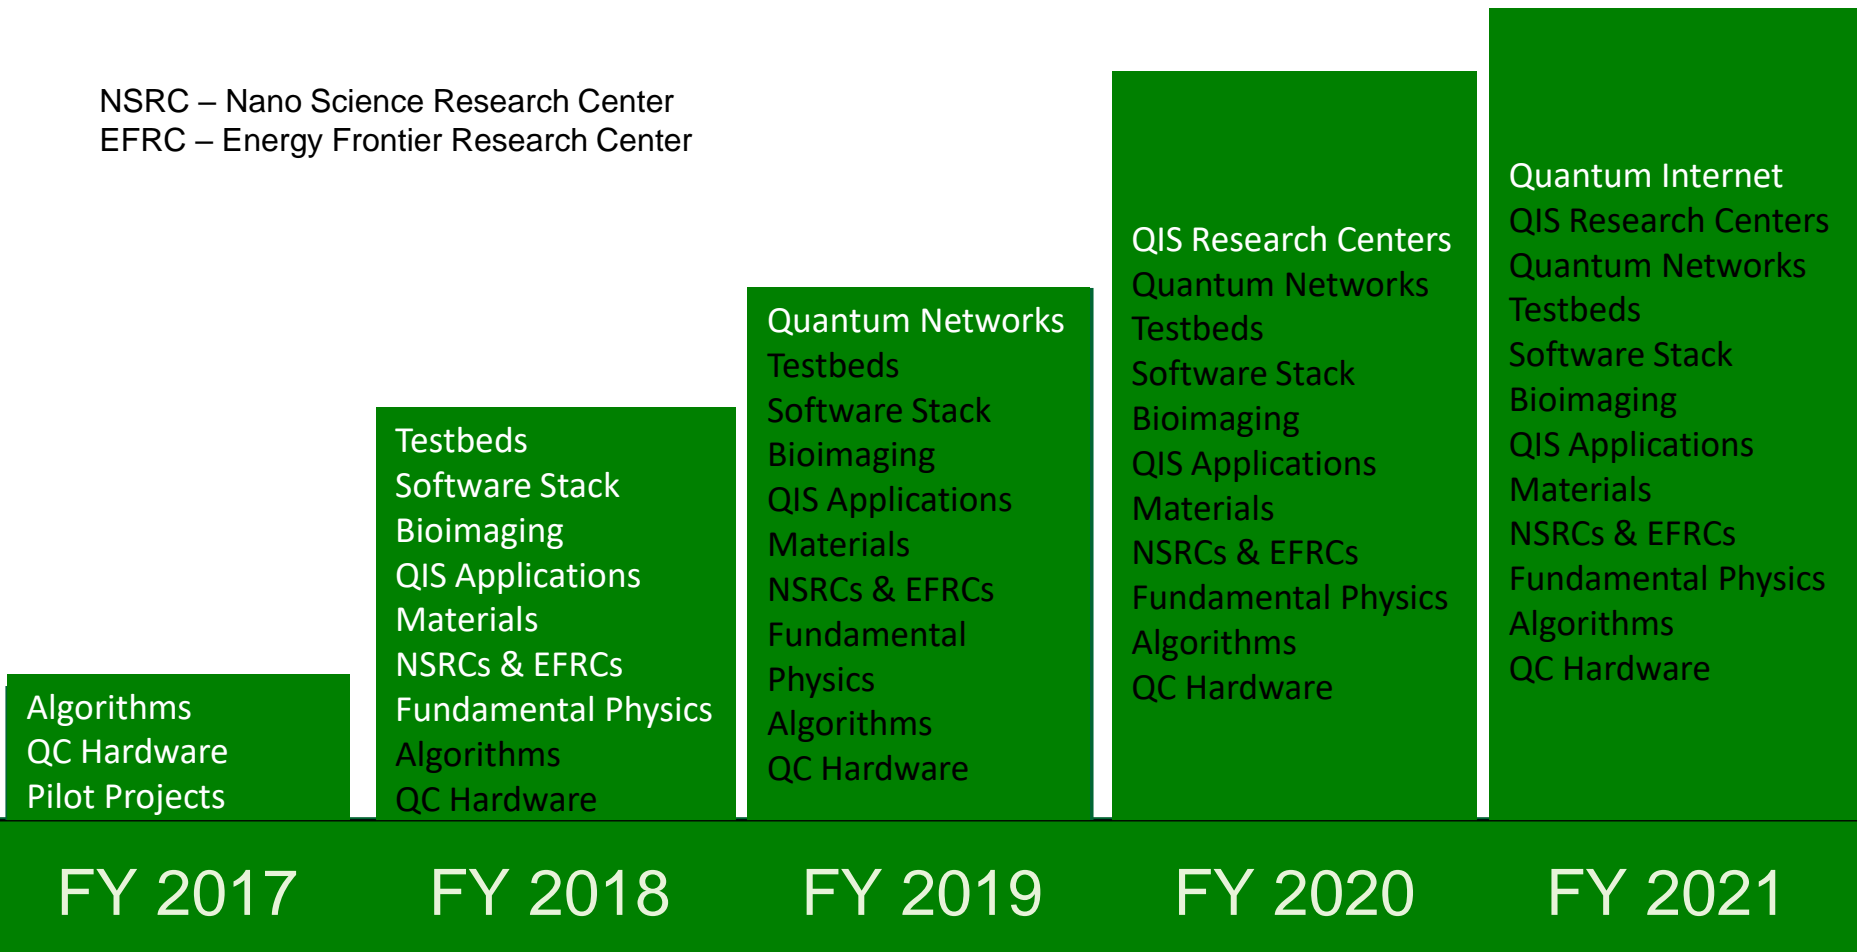 NSRC – Nano Science Research Center
EFRC – Energy Frontier Research Center
Algorithms
QC Hardware
Pilot Projects
Testbeds
Software Stack
Bioimaging
QIS Applications
Materials
NSRCs & EFRCs
Fundamental Physics
Algorithms
QC Hardware
Quantum Networks
Testbeds
Software Stack
Bioimaging
QIS Applications
Materials
NSRCs & EFRCs
Fundamental
Physics
Algorithms
QC Hardware
QIS Research Centers
Quantum Networks
Testbeds
Software Stack
Bioimaging
QIS Applications
Materials
NSRCs & EFRCs
Fundamental Physics
Algorithms
QC Hardware
Quantum Internet
QIS Research Centers
Quantum Networks
Testbeds
Software Stack
Bioimaging
QIS Applications
Materials
NSRCs & EFRCs
Fundamental Physics
Algorithms
QC Hardware
FY 2017
FY 2018
FY 2019
FY 2020
FY 2021